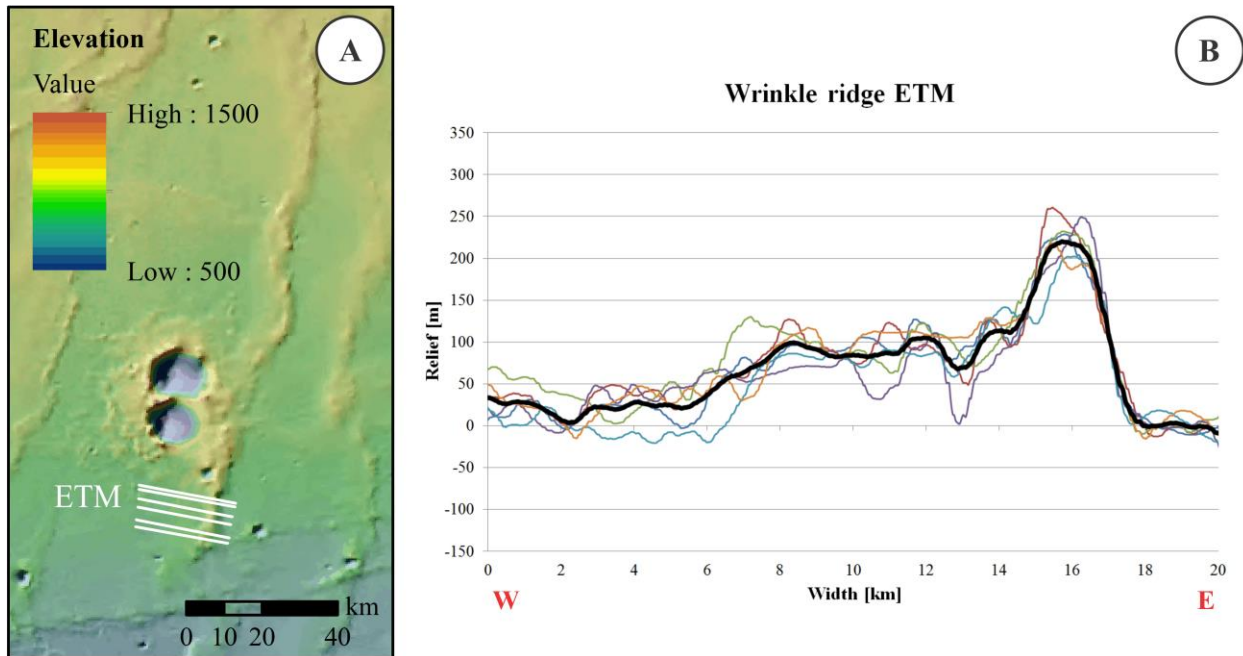 Elevation
Value
High : 1500
Low : 500
A
ETM
km
0 10 20 40
B
Wrinkle ridge ETM
Relief [m]
350
300
250
200
150
100
50
0
-50
-100
-150
0 2 4 6 8 10 12 14 16 18 20
W Width [km] E